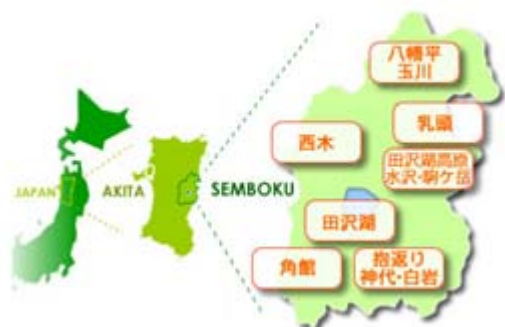 JAPAN
AKITA
SEMBOKU
八幡平
玉川
乳頭
西木
田沢湖高原
水沢・駒ケ岳
田沢湖
角館
抱返り
神代・白岩